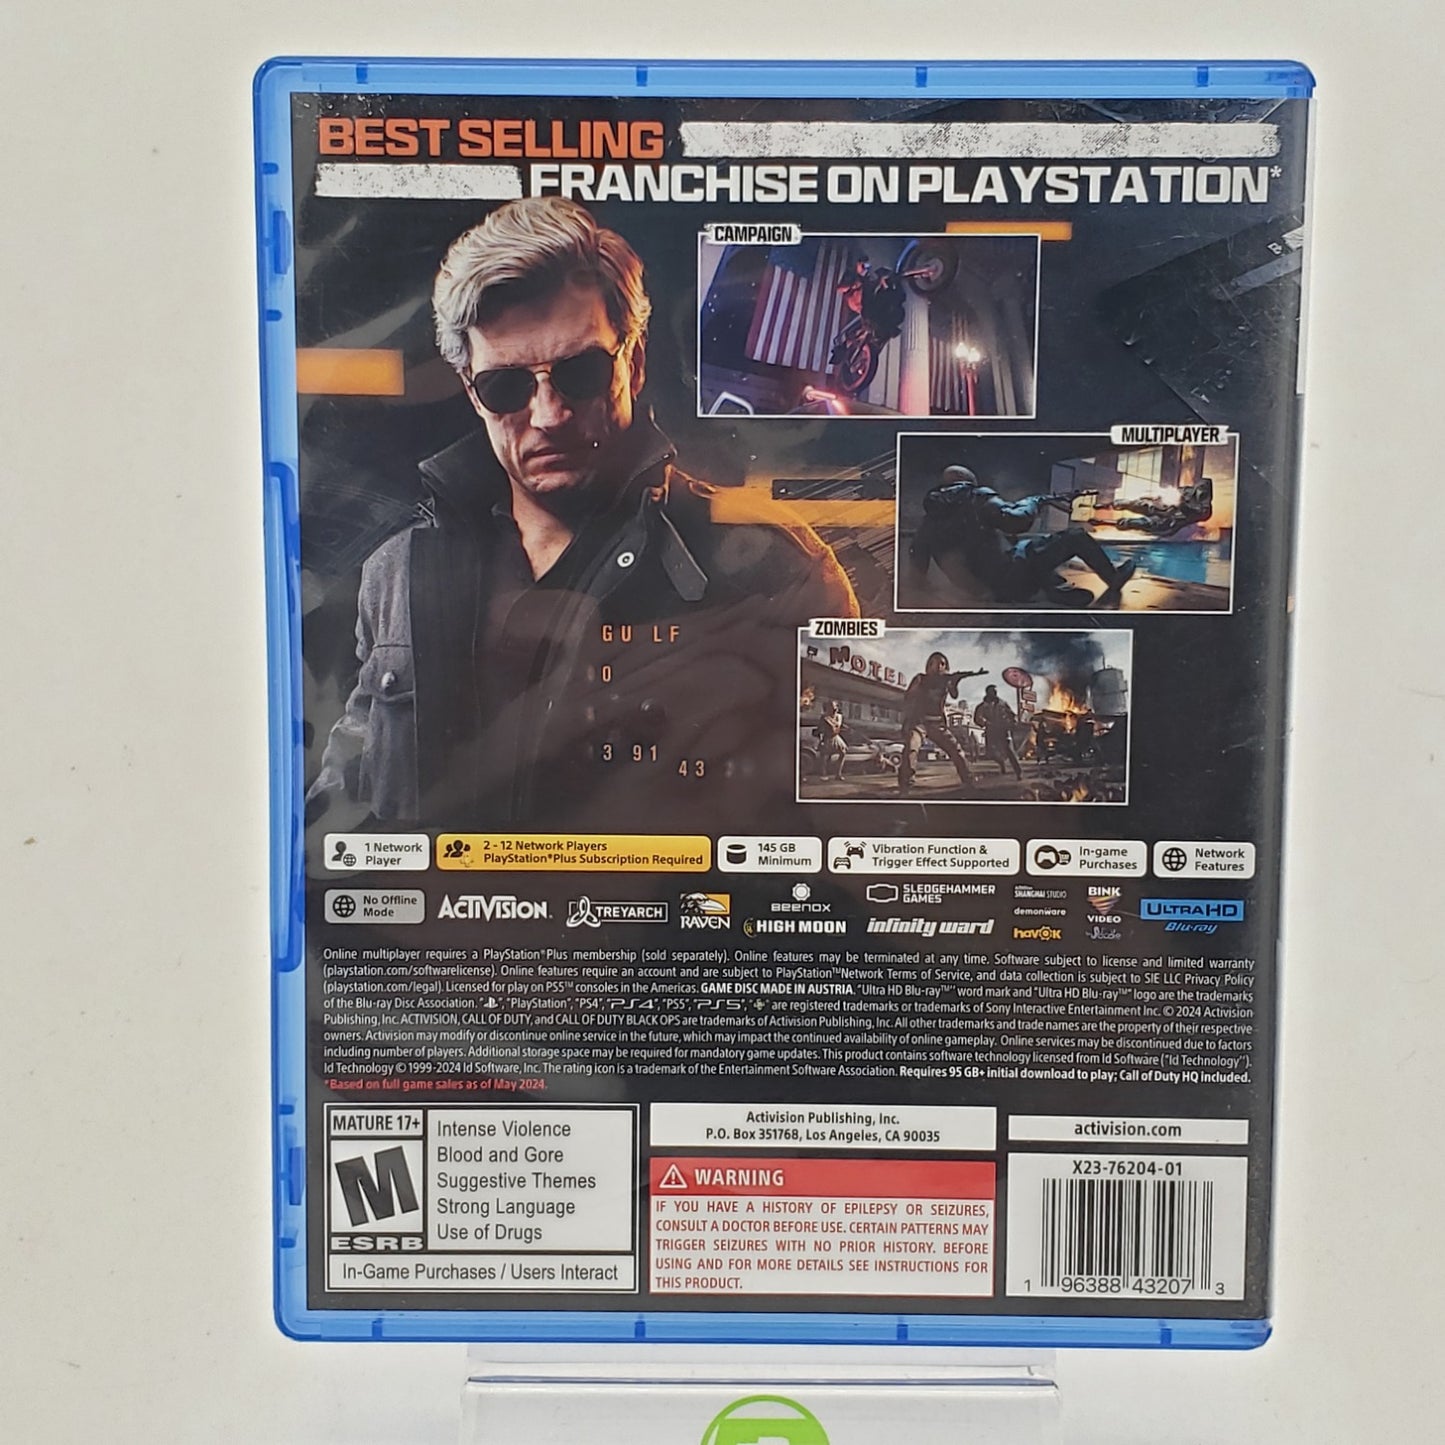 BEST SELLING
FRANCHISE ON PLAYSTATION*
CAMPAIGN
MULTIPLAYER
ZOMBIES
MOTEL
GU LF
0
3 91
43
1 Network
Player
2 - 12 Network Players
PlayStation®Plus Subscription Required
145 GB
Minimum
Vibration Function &
Trigger Effect Supported
In-game
Purchases
Network
Features
No Offline
Mode
ACTIVISION
TREYARCH
RAVEN
BEENOX
HIGH MOON
SLEDGEHAMMER
GAMES
infinity ward
SHANGHAI STUDIO
demonware
havok
BINK
VIDEO
ULTRA HD
Blu-ray
Online multiplayer requires a PlayStation®Plus membership (sold separately). Online features may be terminated at any time. Software subject to license and limited warranty
(playstation.com/softwarelicense). Online features require an account and are subject to PlayStation™Network Terms of Service, and data collection is subject to SIE LLC Privacy Policy
(playstation.com/legal). Licensed for play on PS5™ consoles in the Americas. GAME DISC MADE IN AUSTRIA. "Ultra HD Blu-ray™" word mark and "Ultra HD Blu-ray™" logo are the trademarks
of the Blu-ray Disc Association. "PlayStation", "PS4", "PS4", "PS5", "PS5", are registered trademarks or trademarks of Sony Interactive Entertainment Inc. © 2024 Activision
Publishing, Inc. ACTIVISION, CALL OF DUTY, and CALL OF DUTY BLACK OPS are trademarks of Activision Publishing, Inc. All other trademarks and trade names are the property of their respective
owners. Activision may modify or discontinue online service in the future, which may impact the continued availability of online gameplay. Online services may be discontinued due to factors
including number of players. Additional storage space may be required for mandatory game updates. This product contains software technology licensed from Id Software ("Id Technology").
Id Technology © 1999-2024 Id Software, Inc. The rating icon is a trademark of the Entertainment Software Association. Requires 95 GB+ initial download to play; Call of Duty HQ included.
*Based on full game sales as of May 2024.
MATURE 17+
M
ESRB
Intense Violence
Blood and Gore
Suggestive Themes
Strong Language
Use of Drugs
In-Game Purchases / Users Interact
Activision Publishing, Inc.
P.O. Box 351768, Los Angeles, CA 90035
WARNING
IF YOU HAVE A HISTORY OF EPILEPSY OR SEIZURES,
CONSULT A DOCTOR BEFORE USE. CERTAIN PATTERNS MAY
TRIGGER SEIZURES WITH NO PRIOR HISTORY. BEFORE
USING AND FOR MORE DETAILS SEE INSTRUCTIONS FOR
THIS PRODUCT.
activision.com
X23-76204-01
1 96388 43207 3